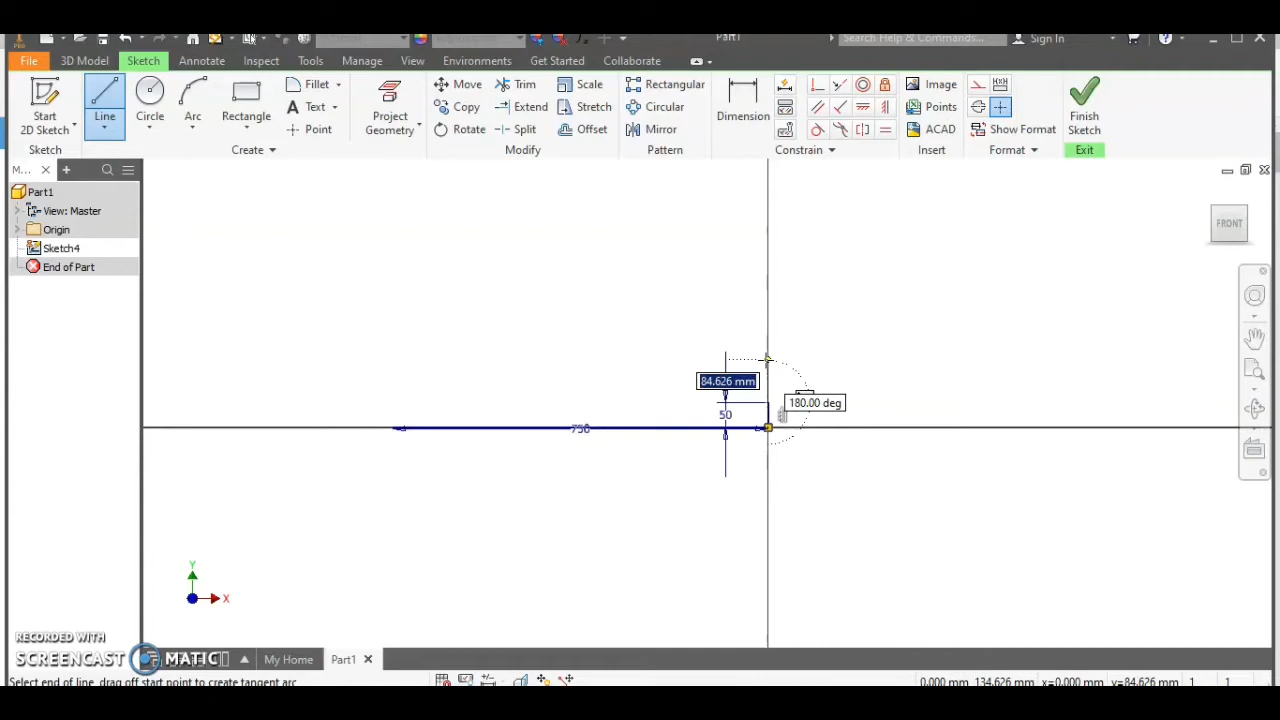 PRO
Part1
Search Help & Commands...
Sign In
File 3D Model Sketch Annotate Inspect Tools Manage View Environments Get Started Collaborate
Start
2D Sketch
Line
Circle
Arc
Rectangle
Fillet
Text
Point
Project
Geometry
Move
Copy
Rotate
Trim
Extend
Split
Scale
Stretch
Offset
Rectangular
Circular
Mirror
Dimension
Image
Points
ACAD
Show Format
Finish
Sketch
Sketch Create Modify Pattern Constrain Insert Format Exit
M...
Part1
View: Master
Origin
Sketch4
End of Part
FRONT
84.626 mm
180.00 deg
50
750
Y
X
RECORDED WITH
SCREENCAST MATIC
My Home
Part1
Select end of line, drag off start point to create tangent arc
0.000 mm, 134.626 mm x=0.000 mm y=84.626 mm 1 1